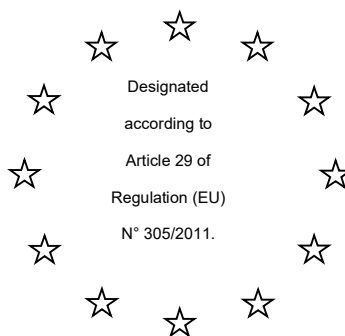 Designated
according to
Article 29 of
Regulation (EU)
N° 305/2011.